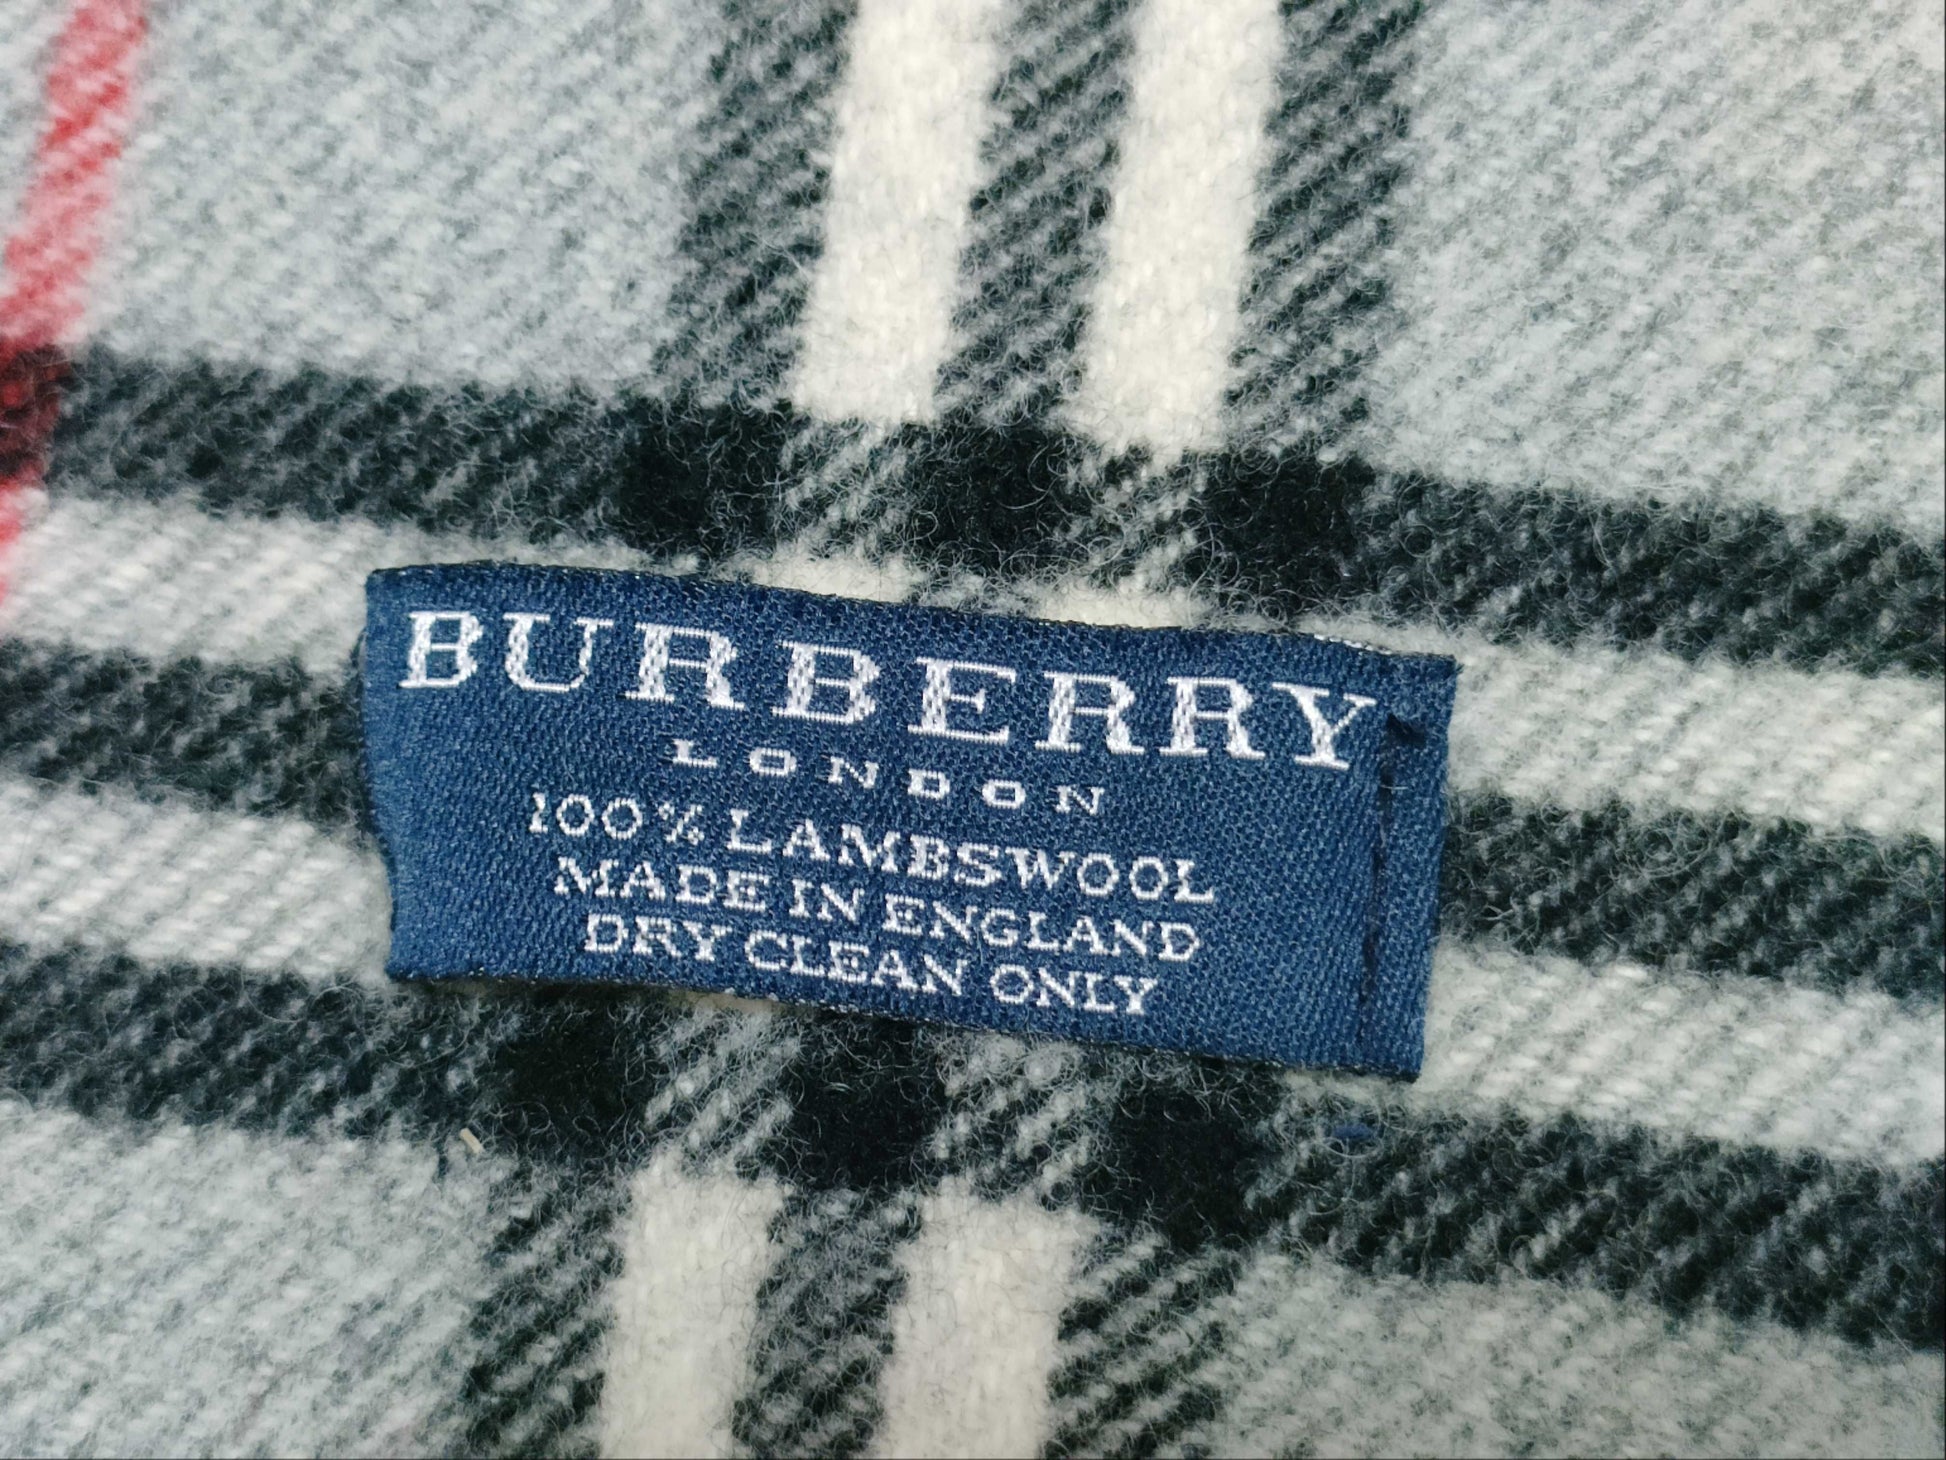 BURBERRY
LONDON
100% LAMBSWOOL
MADE IN ENGLAND
DRY CLEAN ONLY